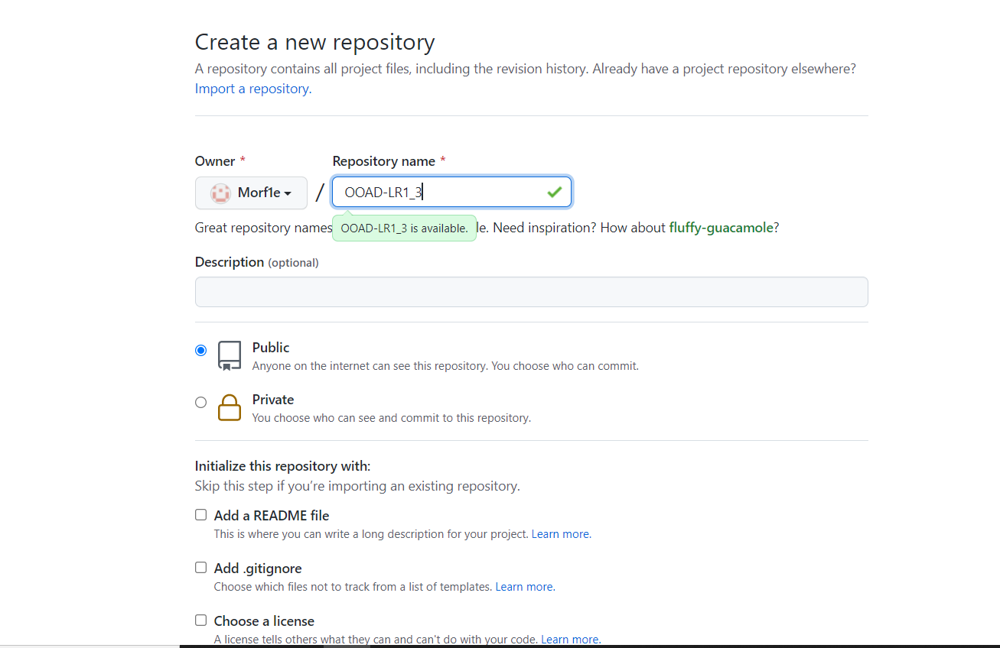 Create a new repository
A repository contains all project files, including the revision history. Already have a project repository elsewhere?
Import a repository.
Owner * Repository name *
Morf1e / OOAD-LR1_3
Great repository names OOAD-LR1_3 is available. le. Need inspiration? How about fluffy-guacamole?
Description (optional)
Public
Anyone on the internet can see this repository. You choose who can commit.
Private
You choose who can see and commit to this repository.
Initialize this repository with:
Skip this step if you’re importing an existing repository.
Add a README file
This is where you can write a long description for your project. Learn more.
Add .gitignore
Choose which files not to track from a list of templates. Learn more.
Choose a license
A license tells others what they can and can't do with your code. Learn more.